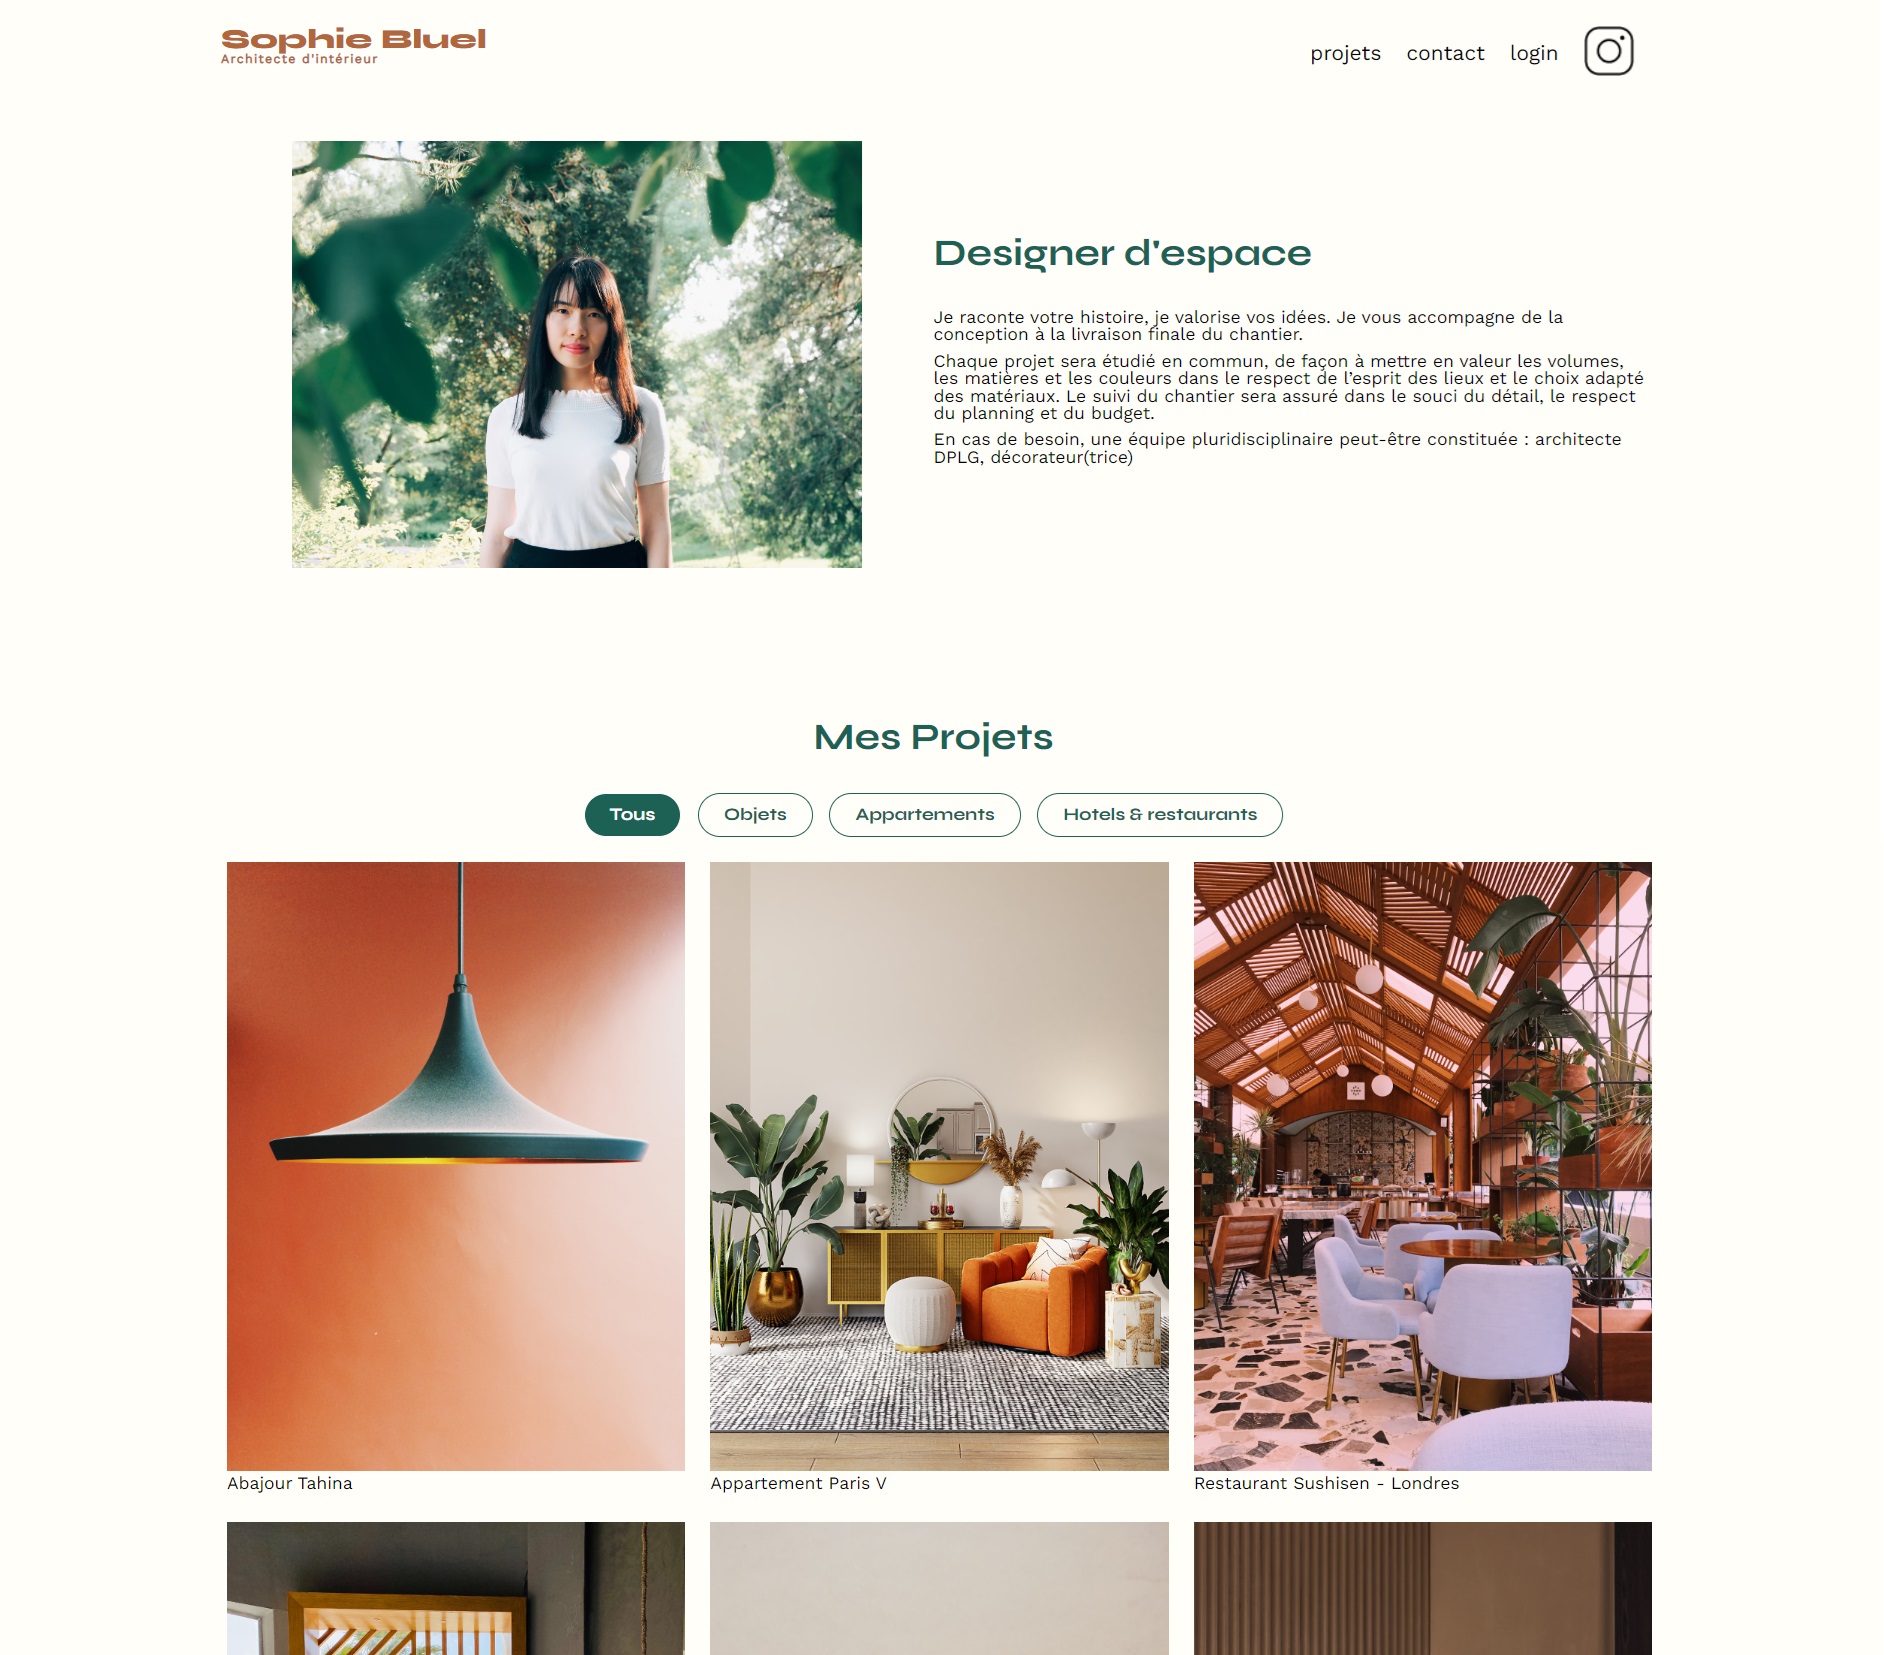 Sophie Bluel
Architecte d'intérieur
projets contact login
Designer d'espace
Je raconte votre histoire, je valorise vos idées. Je vous accompagne de la
conception à la livraison finale du chantier.
Chaque projet sera étudié en commun, de façon à mettre en valeur les volumes,
les matières et les couleurs dans le respect de l’esprit des lieux et le choix adapté
des matériaux. Le suivi du chantier sera assuré dans le souci du détail, le respect
du planning et du budget.
En cas de besoin, une équipe pluridisciplinaire peut-être constituée : architecte
DPLG, décorateur(trice)
Mes Projets
Tous Objets Appartements Hotels & restaurants
Abajour Tahina
Appartement Paris V
Restaurant Sushisen - Londres